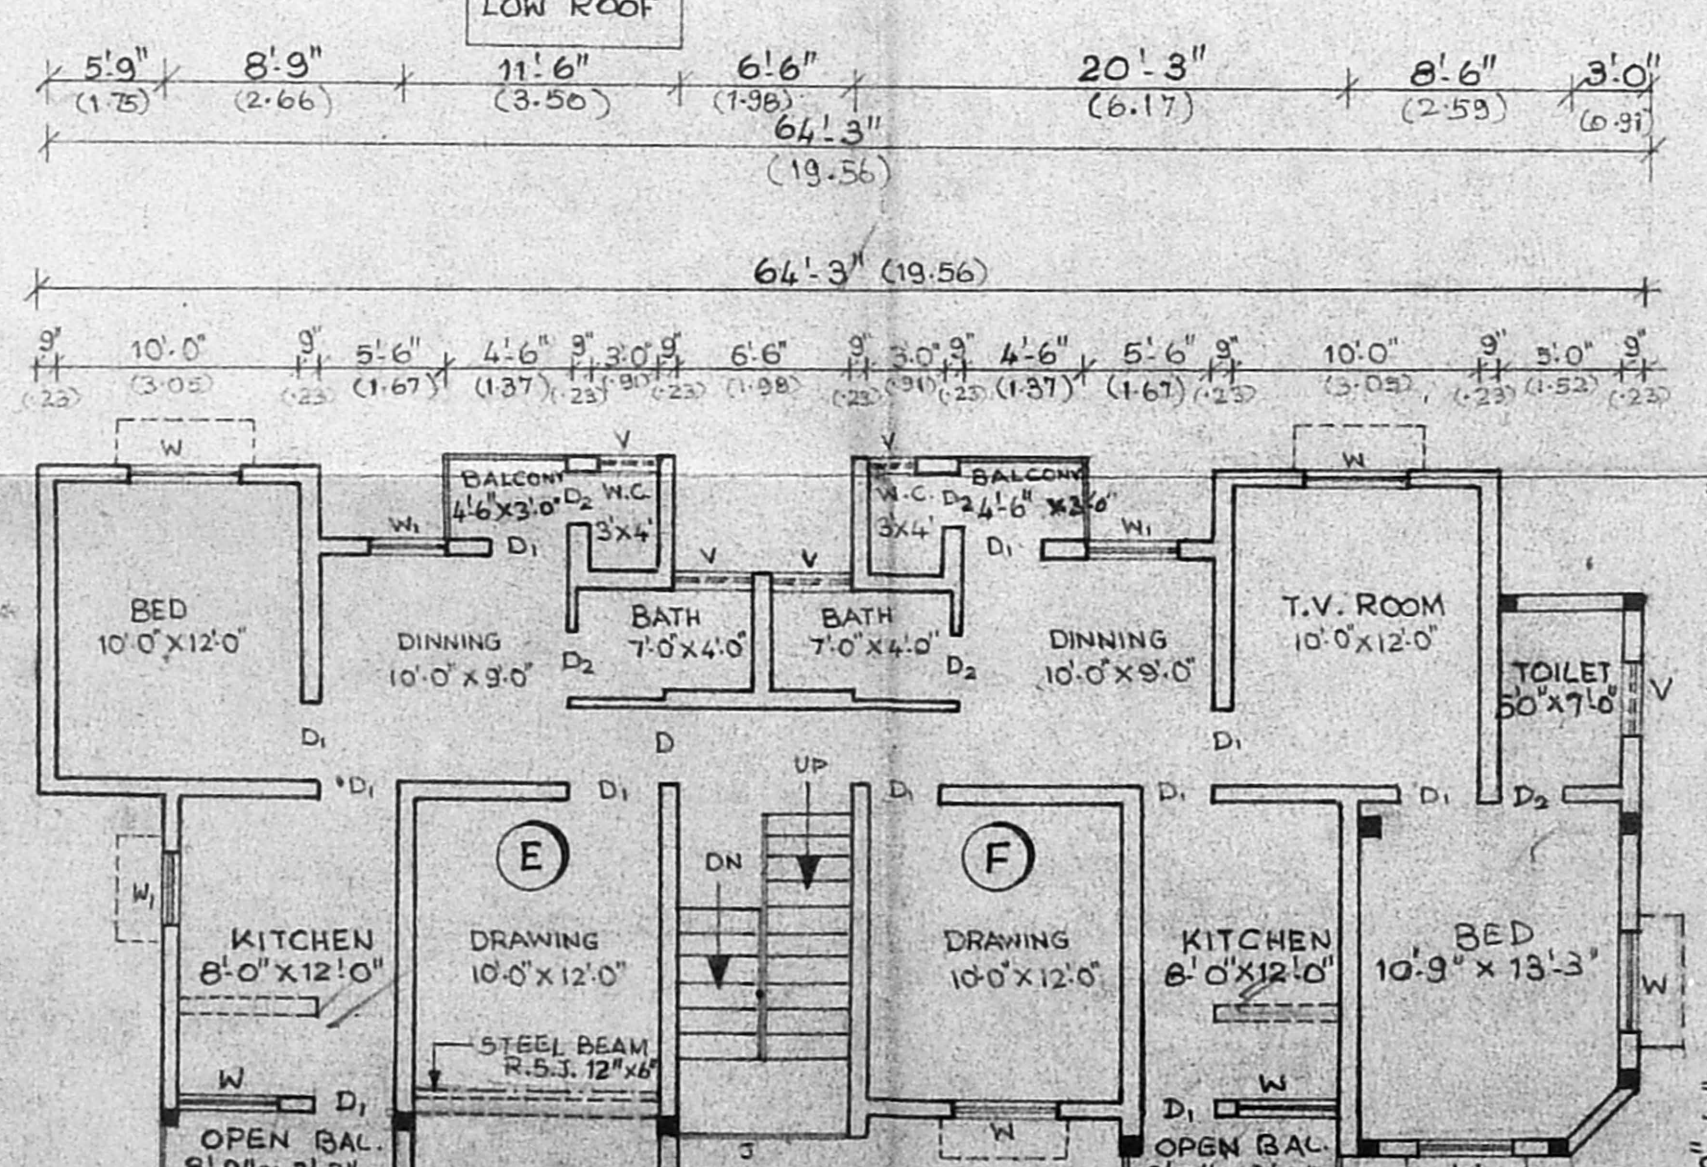 LOW ROOF
5'9" 8'-9" 11'-6" 6'-6" 20'-3" 8'-6" 3'-0"
(1.75) (2.66) (3.50) (1.98) (6.17) (2.59) (0.91)
64'-3"
(19.56)
64'-3" (19.56)
9" 10'-0" 9" 5'-6" 4'-6" 9" 3'.0" 9" 6'-6" 9" 3'.0" 9" 4'-6" 5'-6" 9" 10'-0" 9" 5'-0" 9"
(.23) (3.05) (.23) (1.67) (1.37) (.23) (.91) (.23) (1.98) (.23) (.91) (.23) (1.37) (1.67) (.23) (3.05) (.23) (1.52) (.23)
W V V W
BALCONY D2 W.C. W.C. D2 BALCONY
4'6"X3'.0" 4'-6" X3'-0"
W1 D1 3'X4' 3'X4' D1 W1
V V
BED BATH BATH T.V. ROOM
10'-0"X12'-0" DINNING 7'-0"X4'-0" 7'-0"X4'-0" DINNING 10'-0"X12'-0"
10'-0"X9'-0" D2 D2 10'-0"X9'-0" TOILET V
5'0"X7'-0"
D1 D D1
UP
D1 D1 D1 D1 D1 D2
E DN F
W1
KITCHEN DRAWING DRAWING KITCHEN BED
8'-0"X12'-0" 10'-0"X12'-0" 10'-0"X12'-0" 8'-0"X12'-0" 10'-9" X 13'-3"
W
STEEL BEAM
R.S.J. 12"X6"
W D1 D1 W
OPEN BAL. J W OPEN BAL.